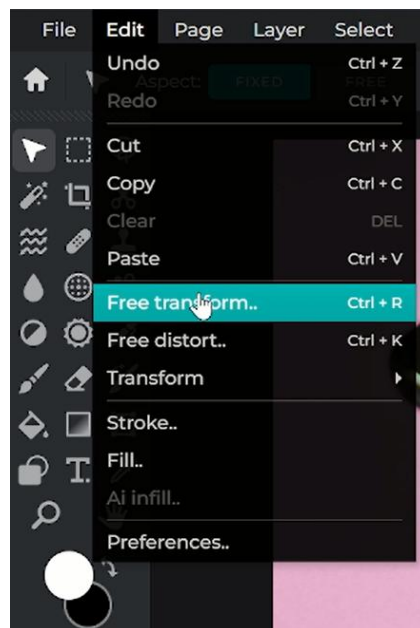 File Edit Page Layer Select
Undo Ctrl + Z
Aspect: FIXED FREE
Redo Ctrl + Y
Cut Ctrl + X
Copy Ctrl + C
Clear DEL
Paste Ctrl + V
Free transform.. Ctrl + R
Free distort.. Ctrl + K
Transform
Stroke..
Fill..
T.
Ai infill..
Preferences..